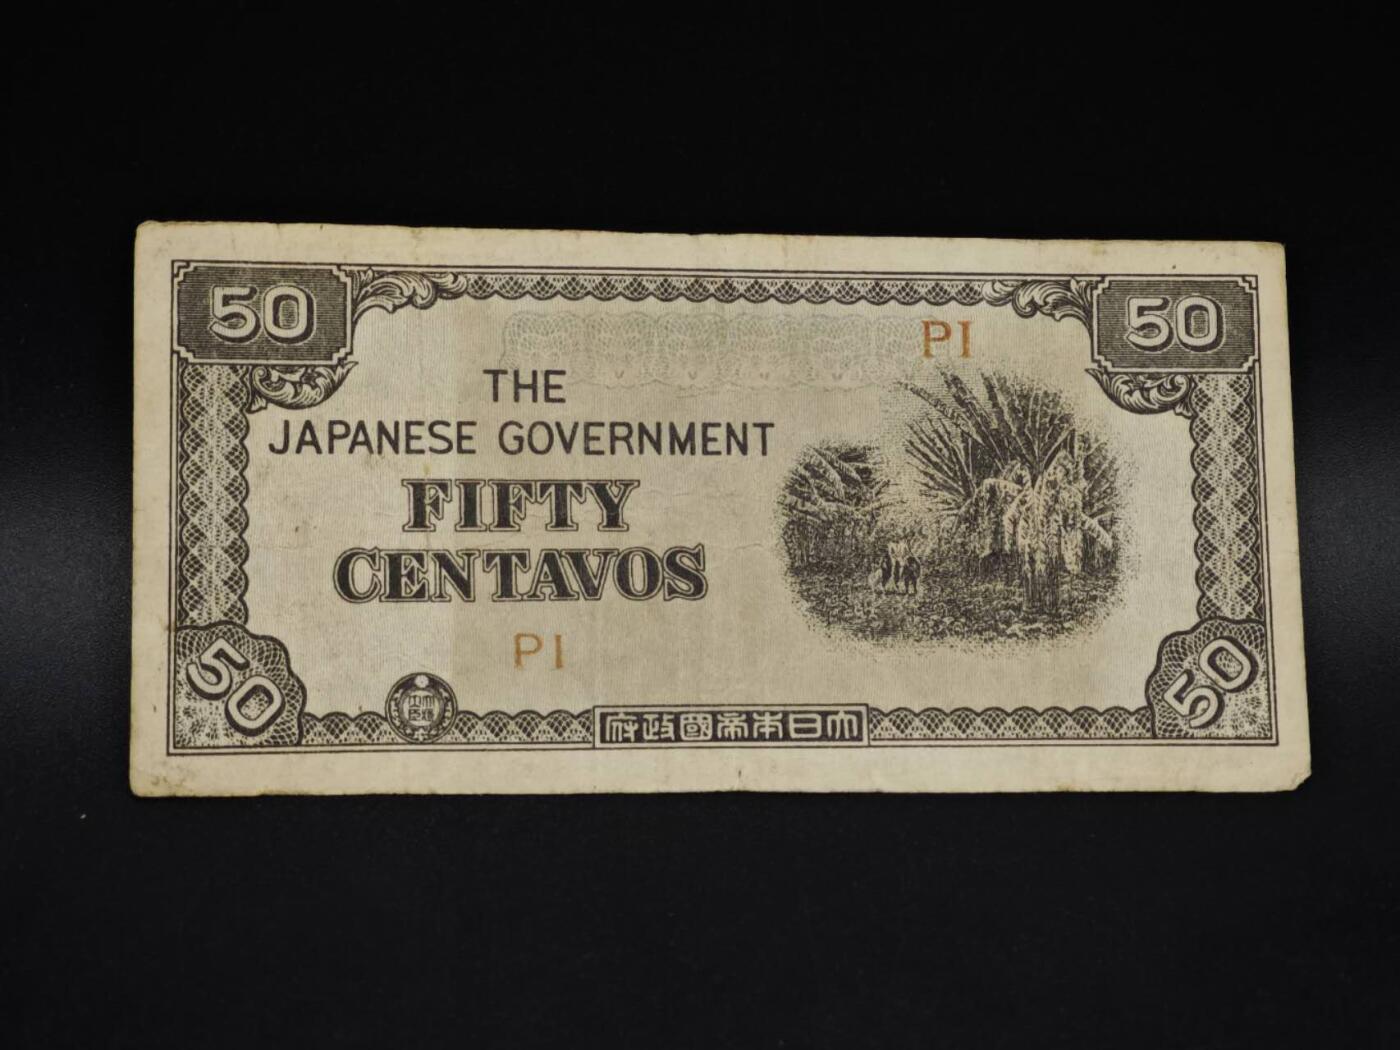 50
50
PI
THE
JAPANESE GOVERNMENT
FIFTY
CENTAVOS
PI
50
50
府政國帝本日大